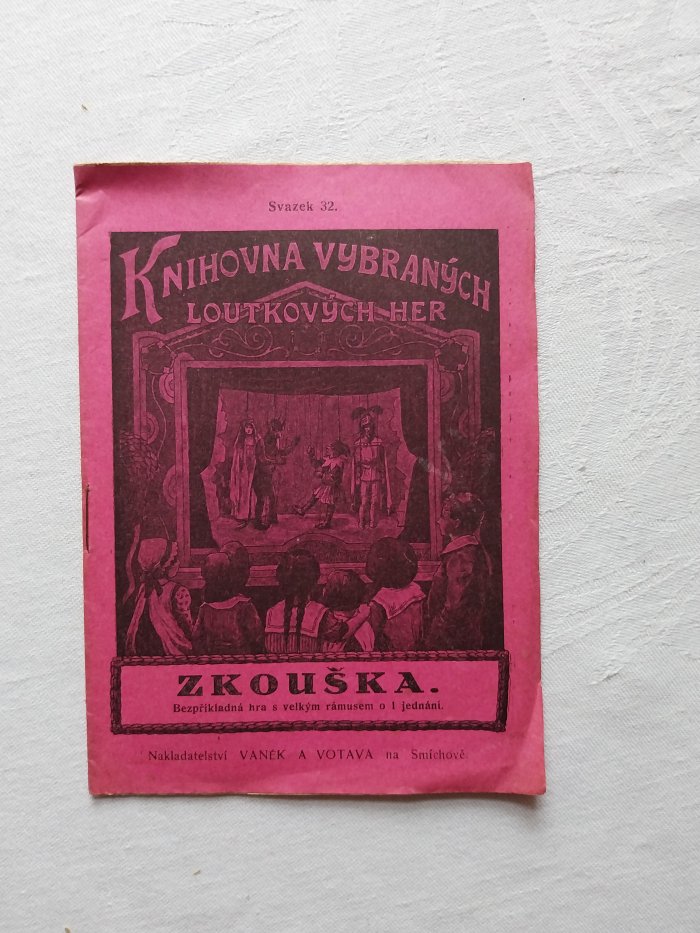 Svazek 32.
KNIHOVNA VYBRANÝCH
LOUTKOVÝCH HER
ZKOUŠKA.
Bezpříkladná hra s velkým rámusem o 1 jednání.
Nakladatelství VANĚK A VOTAVA na Smíchově.